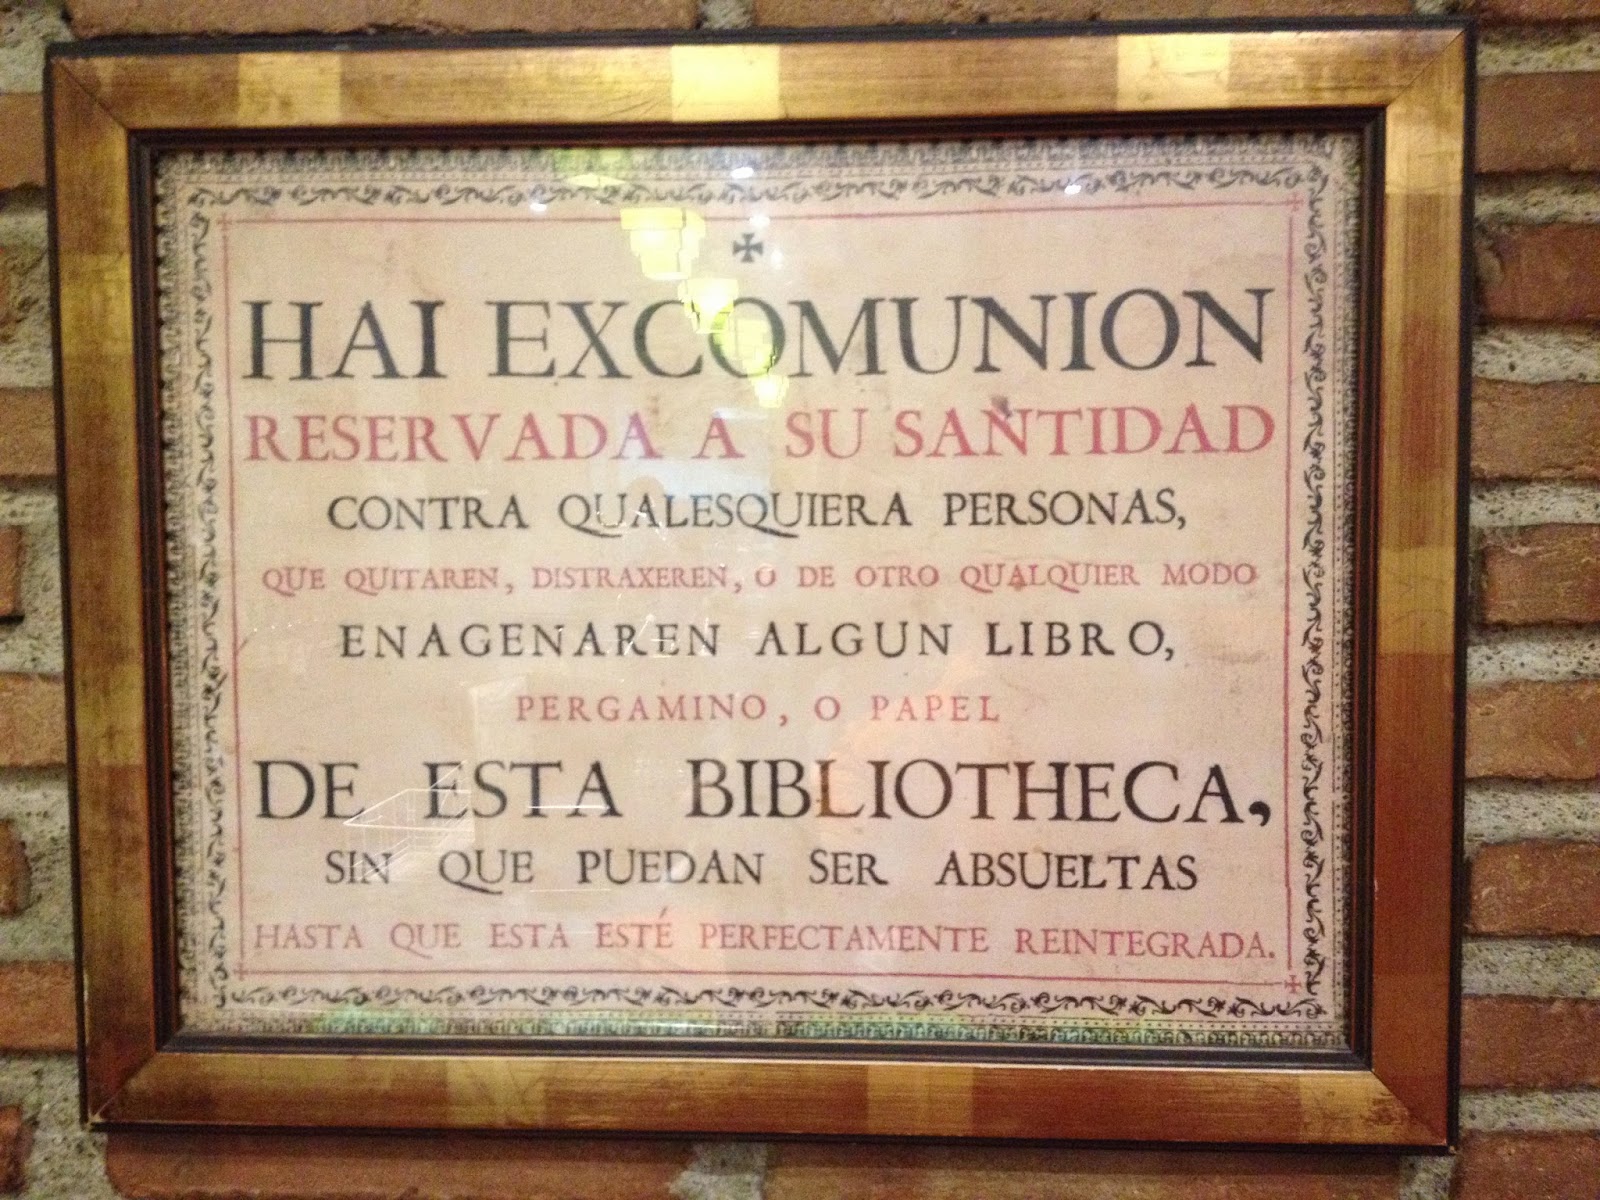 HAI EXCOMUNION
RESERVADA A SU SANTIDAD
CONTRA QUALESQUIERA PERSONAS,
QUE QUITAREN, DISTRAXEREN, O DE OTRO QUALQUIER MODO
ENAGENAREN ALGUN LIBRO,
PERGAMINO, O PAPEL
DE ESTA BIBLIOTHECA,
SIN QUE PUEDAN SER ABSUELTAS
HASTA QUE ESTA ESTÉ PERFECTAMENTE REINTEGRADA.